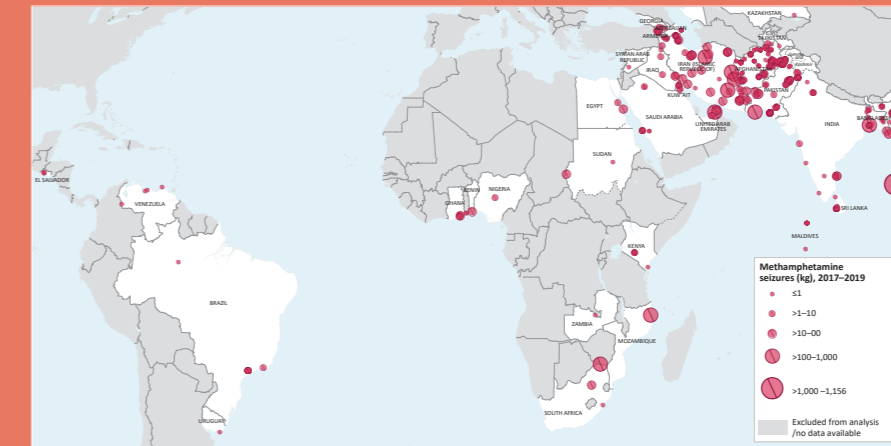 KAZAKHSTAN
GEORGIA
ARMENIA
TAJIKISTAN
SYRIAN ARAB
REPUBLIC
IRAQ
IRAN (ISLAMIC
REPUBLIC OF)
AFGHANISTAN
Kashmir
KUWAIT
PAKISTAN
EGYPT
SAUDI ARABIA
UNITED ARAB
EMIRATES
INDIA
SUDAN
EL SALVADOR
BENIN
NIGERIA
GHANA
VENEZUELA
SRI LANKA
MALDIVES
KENYA
BRAZIL
ZAMBIA
MOZAMBIQUE
SOUTH AFRICA
URUGUAY
Methamphetamine
seizures (kg), 2017–2019
≤1
>1–10
>10–00
>100–1,000
>1,000 –1,156
Excluded from analysis
/no data available